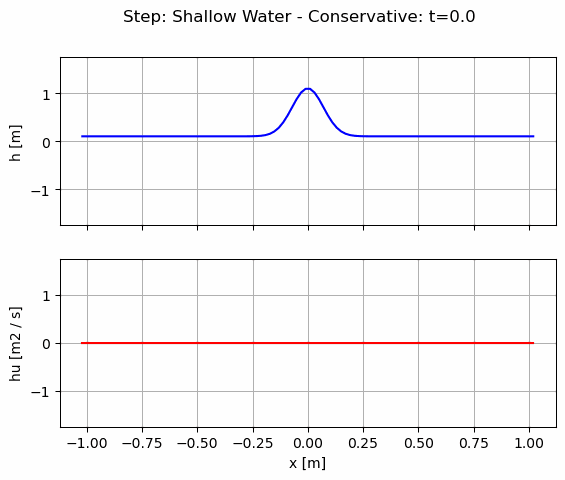 Step: Shallow Water - Conservative: t=0.0
1
0
−1
h [m]
1
0
−1
hu [m2 / s]
−1.00 −0.75 −0.50 −0.25 0.00 0.25 0.50 0.75 1.00
x [m]